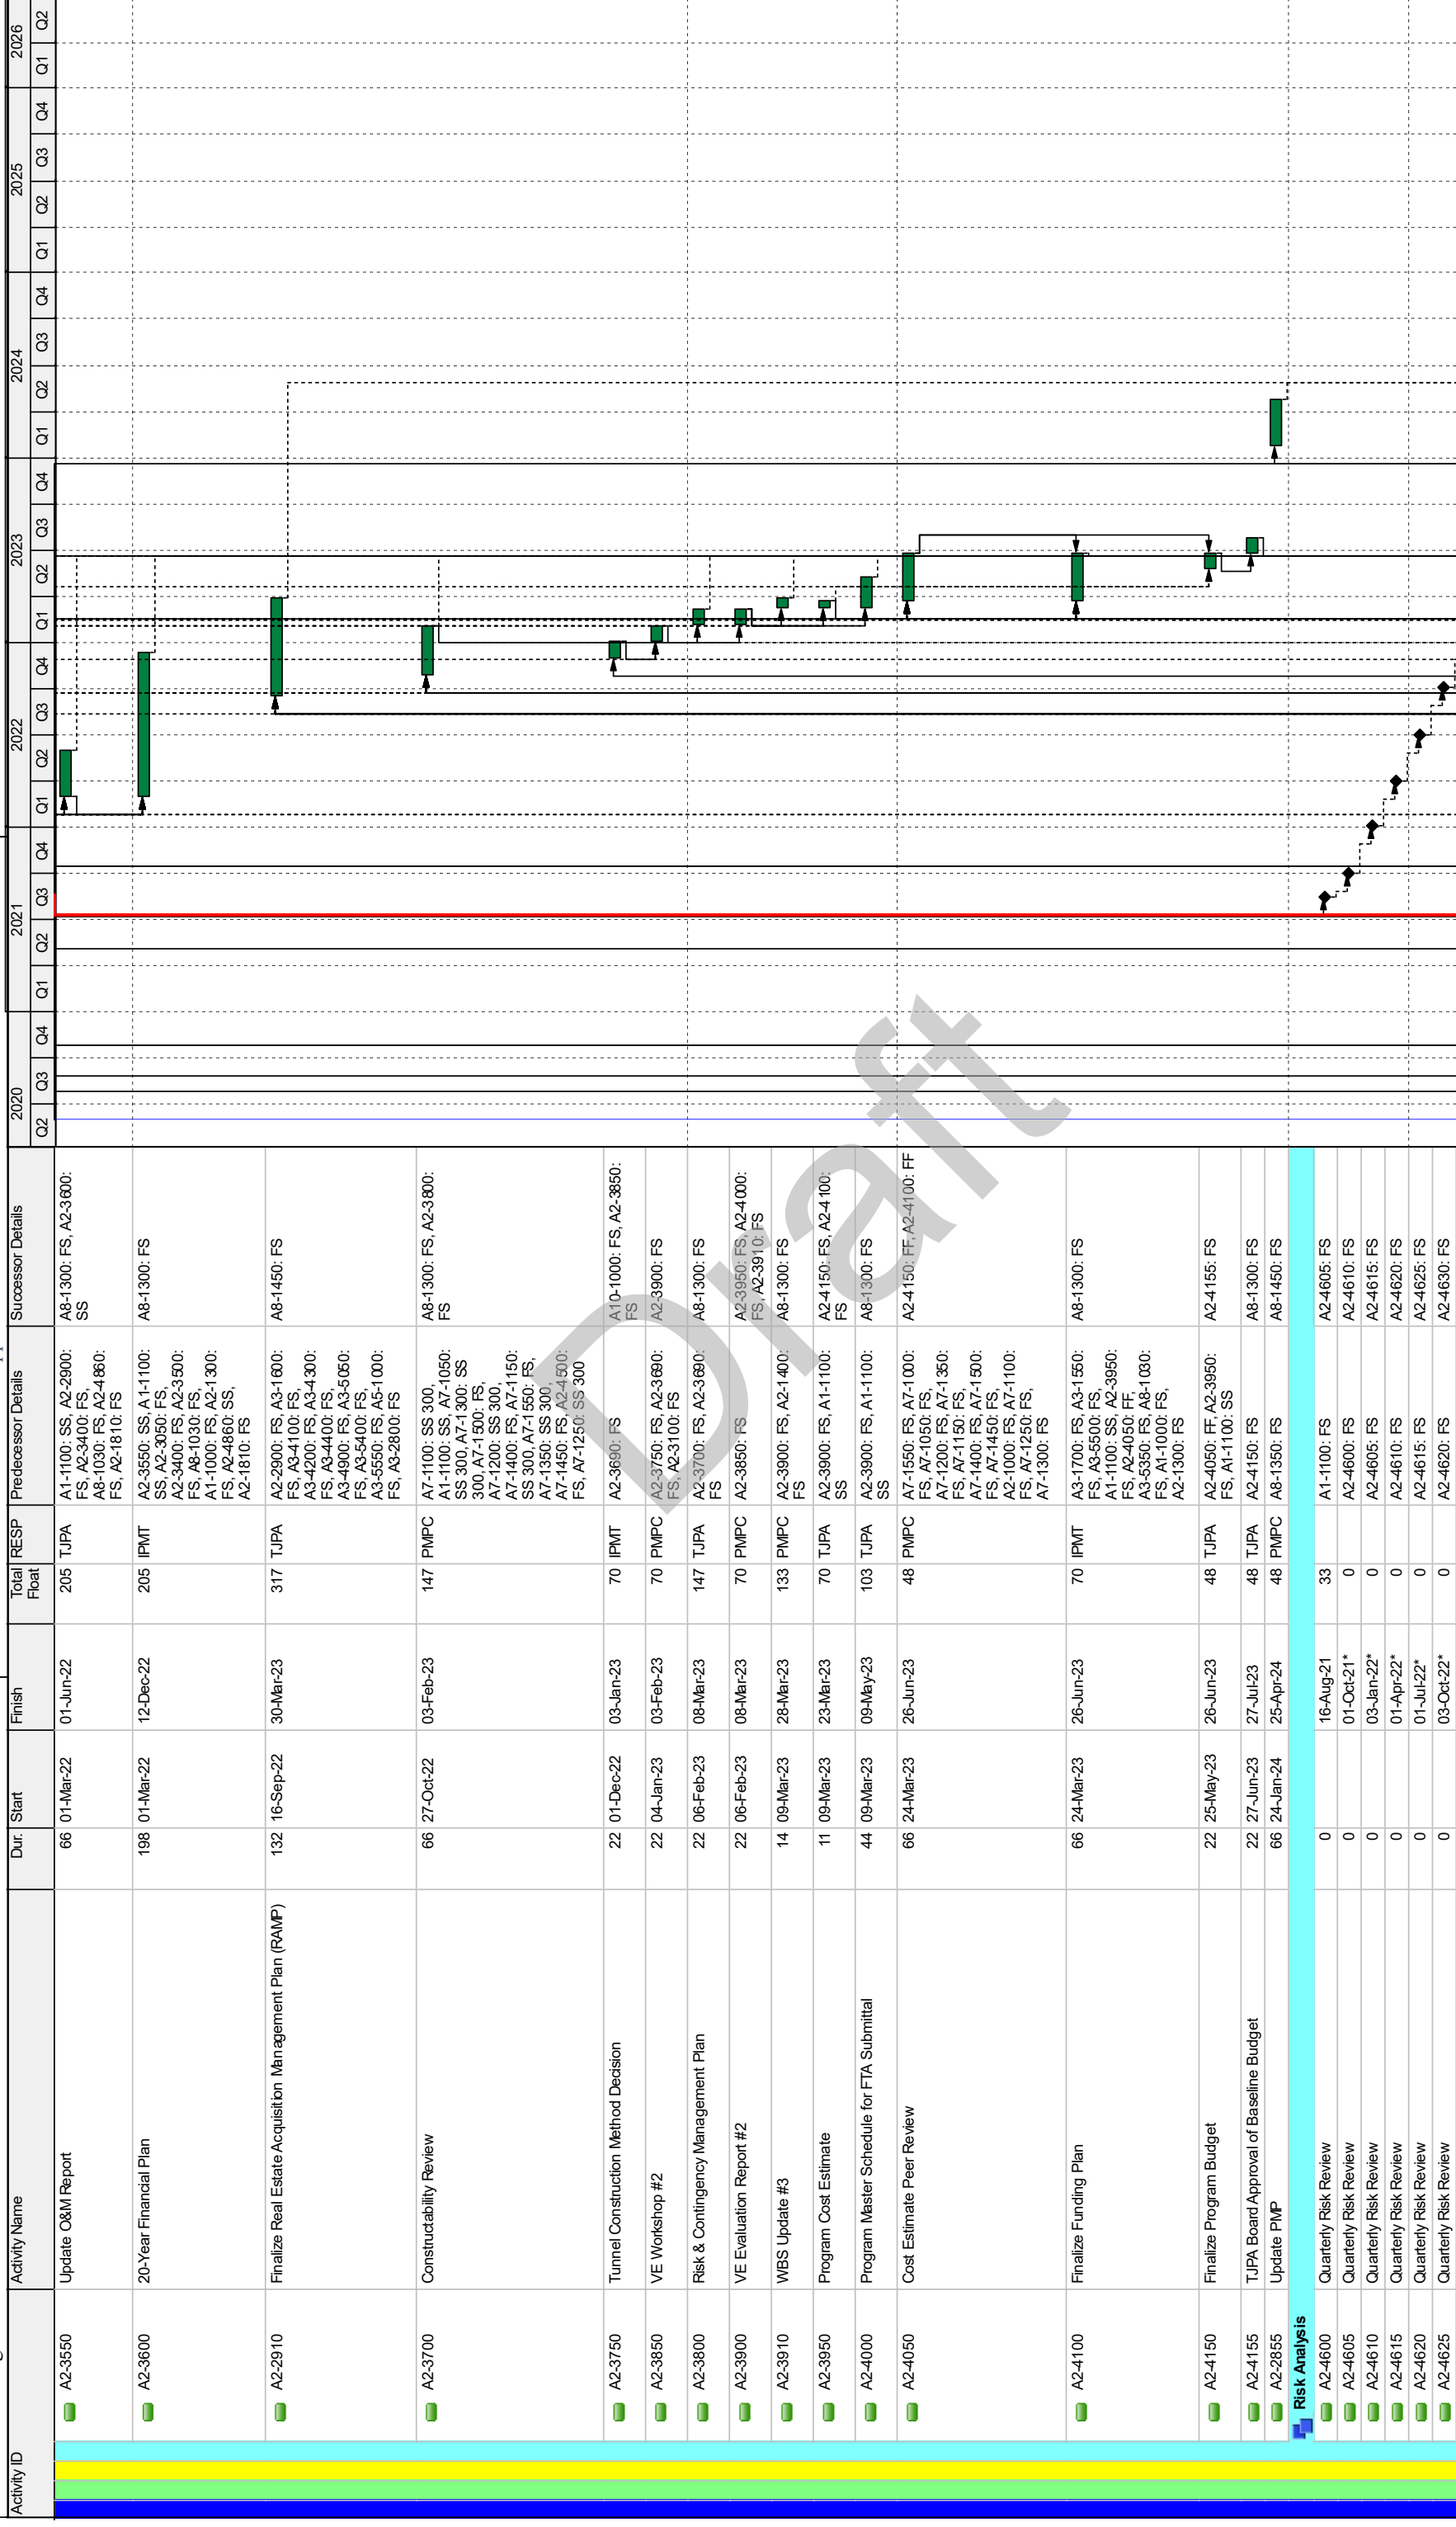 Activity ID Activity Name Dur. Start Finish Total Float RESP Predecessor Details Successor Details 2020 2021 2022 2023 2024 2025 2026
Q2 Q3 Q4 Q1 Q2 Q3 Q4 Q1 Q2 Q3 Q4 Q1 Q2 Q3 Q4 Q1 Q2 Q3 Q4 Q1 Q2 Q3 Q4 Q1 Q2
A2-3550 Update O&M Report 66 01-Mar-22 01-Jun-22 205 TJPA A1-1100: SS, A2-2900: A8-1300: FS, A2-3600:
FS, A2-3400: FS, SS
A8-1030: FS, A2-4860:
FS, A2-1810: FS
A2-3600 20-Year Financial Plan 198 01-Mar-22 12-Dec-22 205 IPMT A2-3550: SS, A1-1100: A8-1300: FS
SS, A2-3050: FS,
A2-3400: FS, A2-3500:
FS, A8-1030: FS,
A1-1000: FS, A2-1300:
FS, A2-4860: SS,
A2-1810: FS
A2-2910 Finalize Real Estate Acquisition Management Plan (RAMP) 132 16-Sep-22 30-Mar-23 317 TJPA A2-2900: FS, A3-1600: A8-1450: FS
FS, A3-4100: FS,
A3-4200: FS, A3-4300:
FS, A3-4400: FS,
A3-4900: FS, A3-5050:
FS, A3-5400: FS,
A3-5550: FS, A5-1000:
FS, A3-2800: FS
A2-3700 Constructability Review 66 27-Oct-22 03-Feb-23 147 PMPC A7-1100: SS 300, A8-1300: FS, A2-3800:
A1-1100: SS, A7-1050: FS
SS 300, A7-1300: SS
300, A7-1500: FS,
A7-1200: SS 300,
A7-1400: FS, A7-1150:
SS 300, A7-1550: FS,
A7-1350: SS 300,
A7-1450: FS, A2-4500:
FS, A7-1250: SS 300
A2-3750 Tunnel Construction Method Decision 22 01-Dec-22 03-Jan-23 70 IPMT A2-3690: FS A10-1000: FS, A2-3850:
FS
A2-3850 VE Workshop #2 22 04-Jan-23 03-Feb-23 70 PMPC A2-3750: FS, A2-3690: A2-3900: FS
FS, A2-3100: FS
A2-3800 Risk & Contingency Management Plan 22 06-Feb-23 08-Mar-23 147 TJPA A2-3700: FS, A2-3690: A8-1300: FS
FS
A2-3900 VE Evaluation Report #2 22 06-Feb-23 08-Mar-23 70 PMPC A2-3850: FS A2-3950: FS, A2-4000:
FS, A2-3910: FS
A2-3910 WBS Update #3 14 09-Mar-23 28-Mar-23 133 PMPC A2-3900: FS, A2-1400: A8-1300: FS
FS
A2-3950 Program Cost Estimate 11 09-Mar-23 23-Mar-23 70 TJPA A2-3900: FS, A1-1100: A2-4150: FS, A2-4100:
SS FS
A2-4000 Program Master Schedule for FTA Submittal 44 09-Mar-23 09-May-23 103 TJPA A2-3900: FS, A1-1100: A8-1300: FS
SS
A2-4050 Cost Estimate Peer Review 66 24-Mar-23 26-Jun-23 48 PMPC A7-1550: FS, A7-1000: A2-4150: FF, A2-4100: FF
FS, A7-1050: FS,
A7-1200: FS, A7-1350:
FS, A7-1150: FS,
A7-1400: FS, A7-1500:
FS, A7-1450: FS,
A2-1000: FS, A7-1100:
FS, A7-1250: FS,
A7-1300: FS
A2-4100 Finalize Funding Plan 66 24-Mar-23 26-Jun-23 70 IPMT A3-1700: FS, A3-1550: A8-1300: FS
FS, A3-5500: FS,
A1-1100: SS, A2-3950:
FS, A2-4050: FF,
A3-5350: FS, A8-1030:
FS, A1-1000: FS,
A2-1300: FS
A2-4150 Finalize Program Budget 22 25-May-23 26-Jun-23 48 TJPA A2-4050: FF, A2-3950: A2-4155: FS
FS, A1-1100: SS
A2-4155 TJPA Board Approval of Baseline Budget 22 27-Jun-23 27-Jul-23 48 TJPA A2-4150: FS A8-1300: FS
A2-2855 Update PMP 66 24-Jan-24 25-Apr-24 48 PMPC A8-1350: FS A8-1450: FS
Risk Analysis
A2-4600 Quarterly Risk Review 0 16-Aug-21 33 A1-1100: FS A2-4605: FS
A2-4605 Quarterly Risk Review 0 01-Oct-21* 0 A2-4600: FS A2-4610: FS
A2-4610 Quarterly Risk Review 0 03-Jan-22* 0 A2-4605: FS A2-4615: FS
A2-4615 Quarterly Risk Review 0 01-Apr-22* 0 A2-4610: FS A2-4620: FS
A2-4620 Quarterly Risk Review 0 01-Jul-22* 0 A2-4615: FS A2-4625: FS
A2-4625 Quarterly Risk Review 0 03-Oct-22* 0 A2-4620: FS A2-4630: FS
Draft